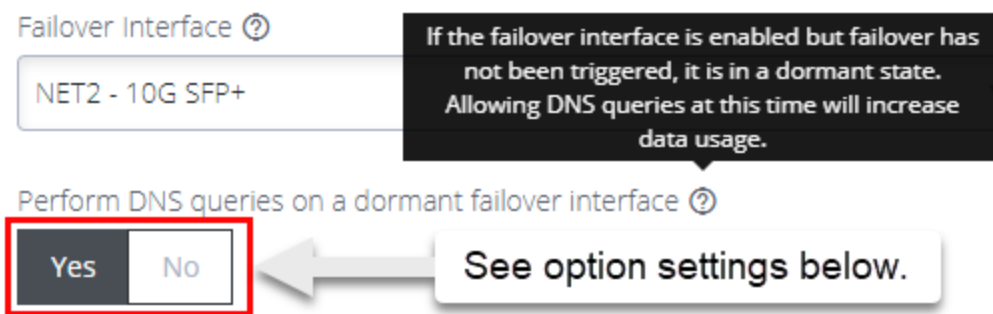 Failover Interface
If the failover interface is enabled but failover has
not been triggered, it is in a dormant state.
Allowing DNS queries at this time will increase
data usage.
NET2 - 10G SFP+
Perform DNS queries on a dormant failover interface
Yes No
See option settings below.